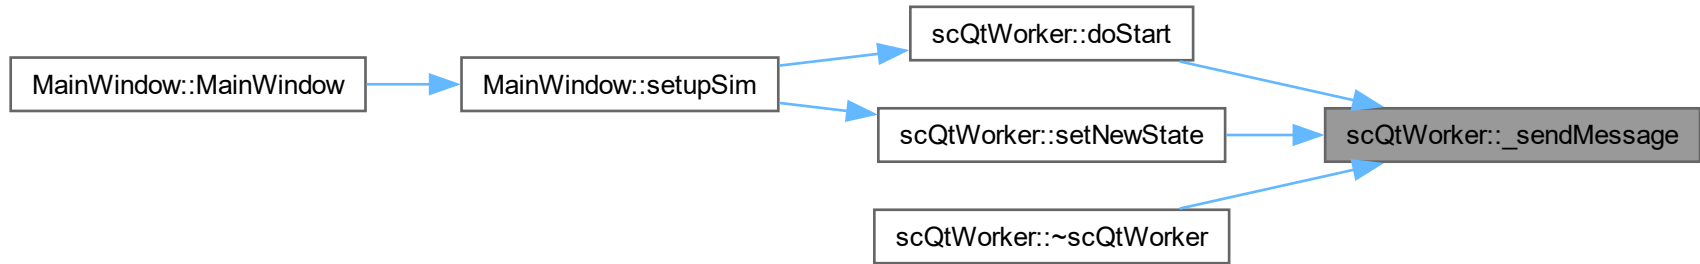 scQtWorker::doStart
MainWindow::MainWindow
MainWindow::setupSim
scQtWorker::setNewState
scQtWorker::_sendMessage
scQtWorker::~scQtWorker